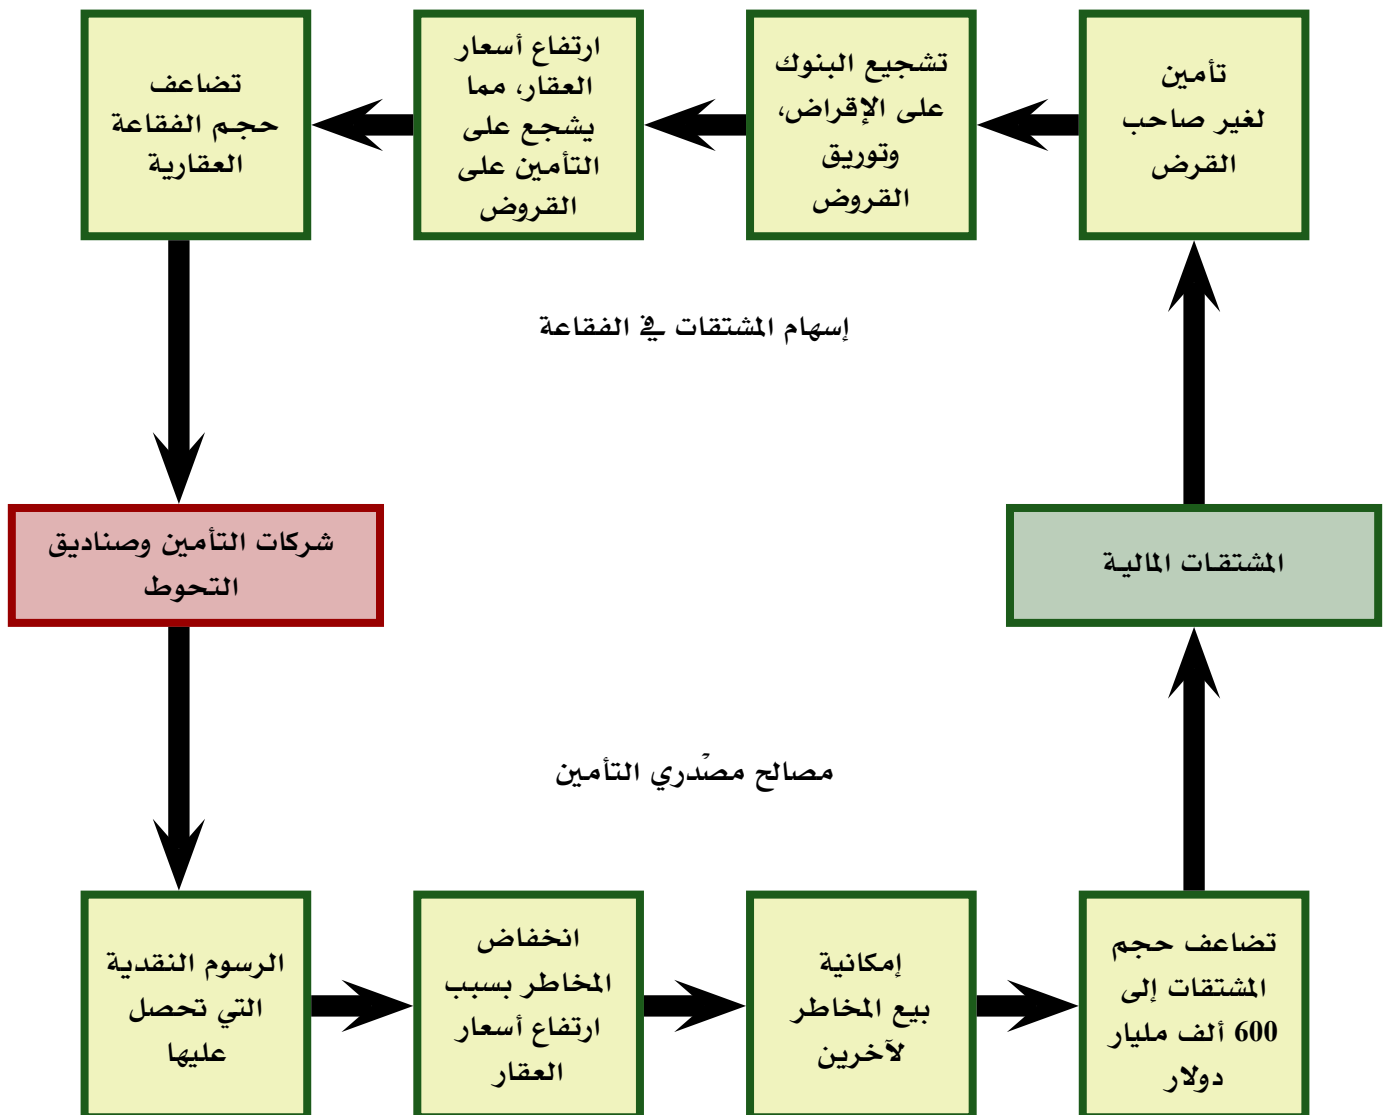 تأمين
لغير صاحب
القرض
تشجيع البنوك
على الإقراض،
وتوريق
القروض
ارتفاع أسعار
العقار، مما
يشجع على
التأمين على
القروض
تضاعف
حجم الفقاعة
العقارية
إسهام المشتقات في الفقاعة
المشتقات المالية
شركات التأمين وصناديق
التحوط
مصالح مصّدري التأمين
الرسوم النقدية
التي تحصل
عليها
انخفاض
المخاطر بسبب
ارتفاع أسعار
العقار
إمكانية
بيع المخاطر
لآخرين
تضاعف حجم
المشتقات إلى
600 ألف مليار
دولار